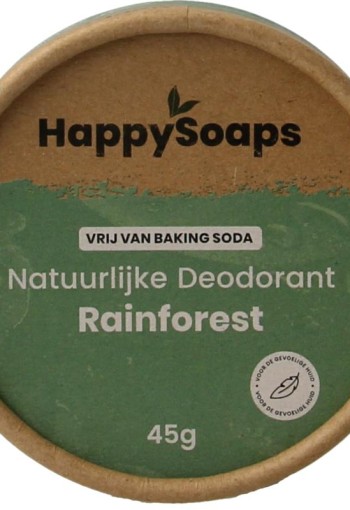 HappySoaps
VRIJ VAN BAKING SODA
Natuurlijke Deodorant
Rainforest
VOOR DE GEVOELIGE HUID
VOOR DE GEVOELIGE HUID
45g